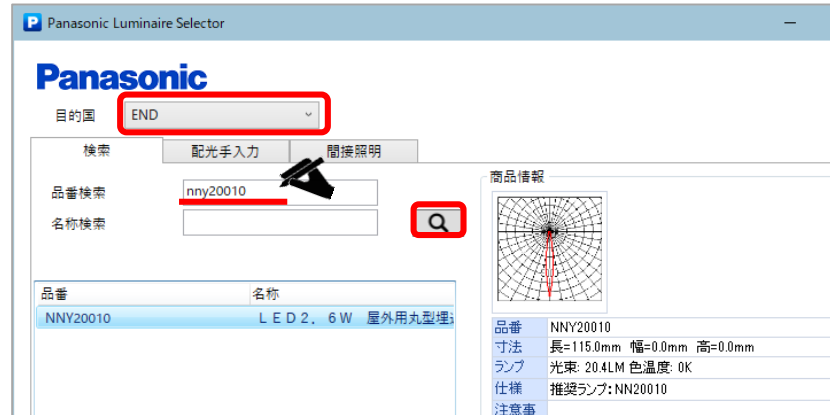 Panasonic Luminaire Selector
Panasonic
目的国 END
検索 配光手入力 間接照明
品番検索 nny20010
名称検索
品番 名称
NNY20010 ＬＥＤ２．６Ｗ 屋外用丸型埋込
商品情報
品番 NNY20010
寸法 長=115.0mm 幅=0.0mm 高=0.0mm
ランプ 光束: 20.4LM 色温度: 0K
仕様 推奨ランプ:NN20010
注意事